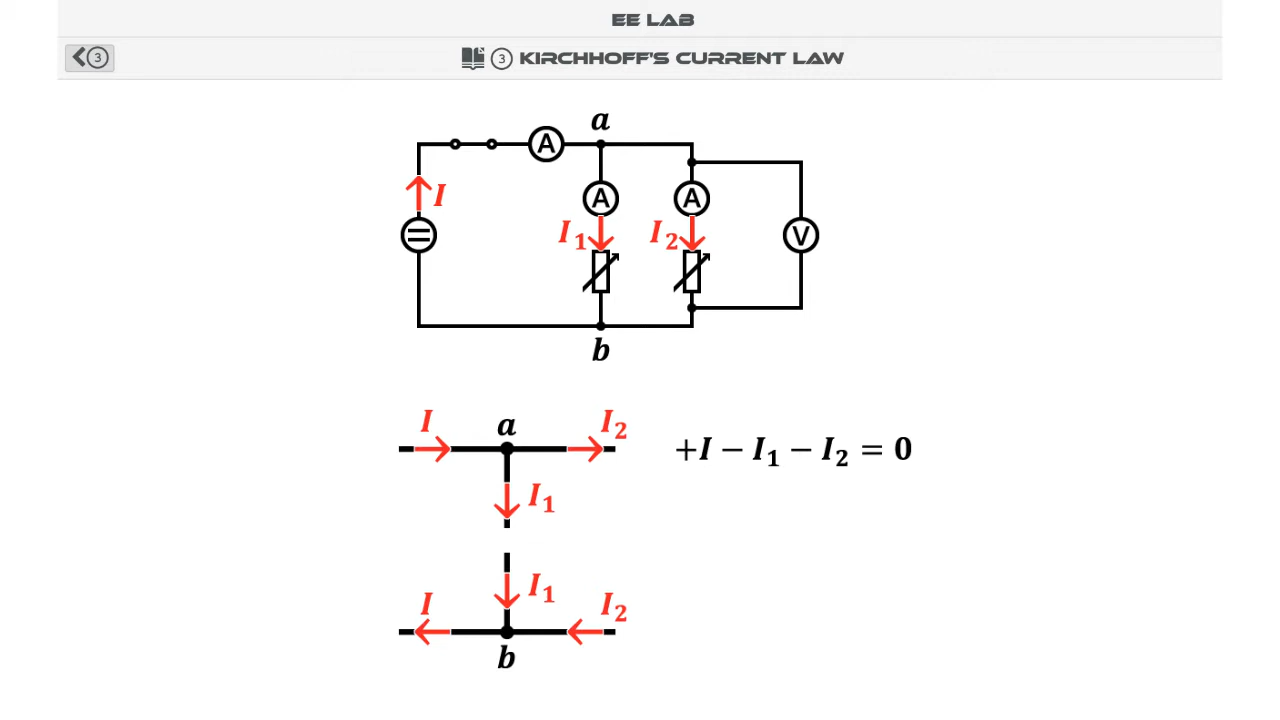 EE LAB
3
3 KIRCHHOFF'S CURRENT LAW
a
A
I
A
A
I1
I2
V
b
I
a
I2
+I − I1 − I2 = 0
I1
I1
I
I2
b